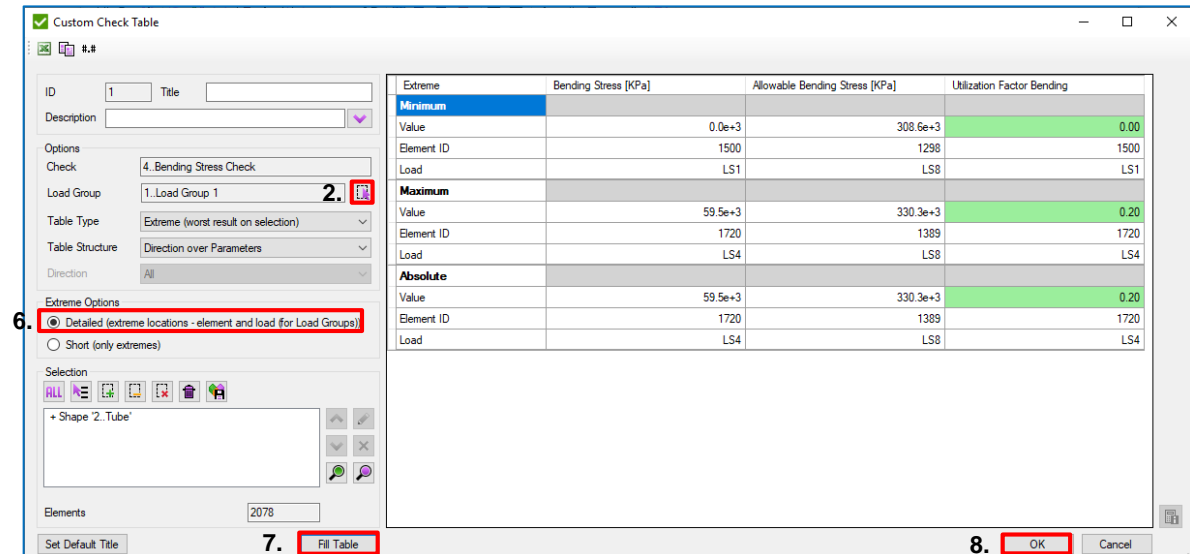 Custom Check Table
#.#
ID 1 Title
Description
Options
Check 4..Bending Stress Check
Load Group 1..Load Group 1 2.
Table Type Extreme (worst result on selection)
Table Structure Direction over Parameters
Direction All
Extreme Options
6. Detailed (extreme locations - element and load (for Load Groups))
Short (only extremes)
Selection
ALL
+ Shape '2..Tube'
Elements 2078
Set Default Title 7. Fill Table
Extreme Bending Stress [KPa] Allowable Bending Stress [KPa] Utilization Factor Bending
Minimum
Value 0.0e+3 308.6e+3 0.00
Element ID 1500 1298 1500
Load LS1 LS8 LS1
Maximum
Value 59.5e+3 330.3e+3 0.20
Element ID 1720 1389 1720
Load LS4 LS8 LS4
Absolute
Value 59.5e+3 330.3e+3 0.20
Element ID 1720 1389 1720
Load LS4 LS8 LS4
8. OK Cancel